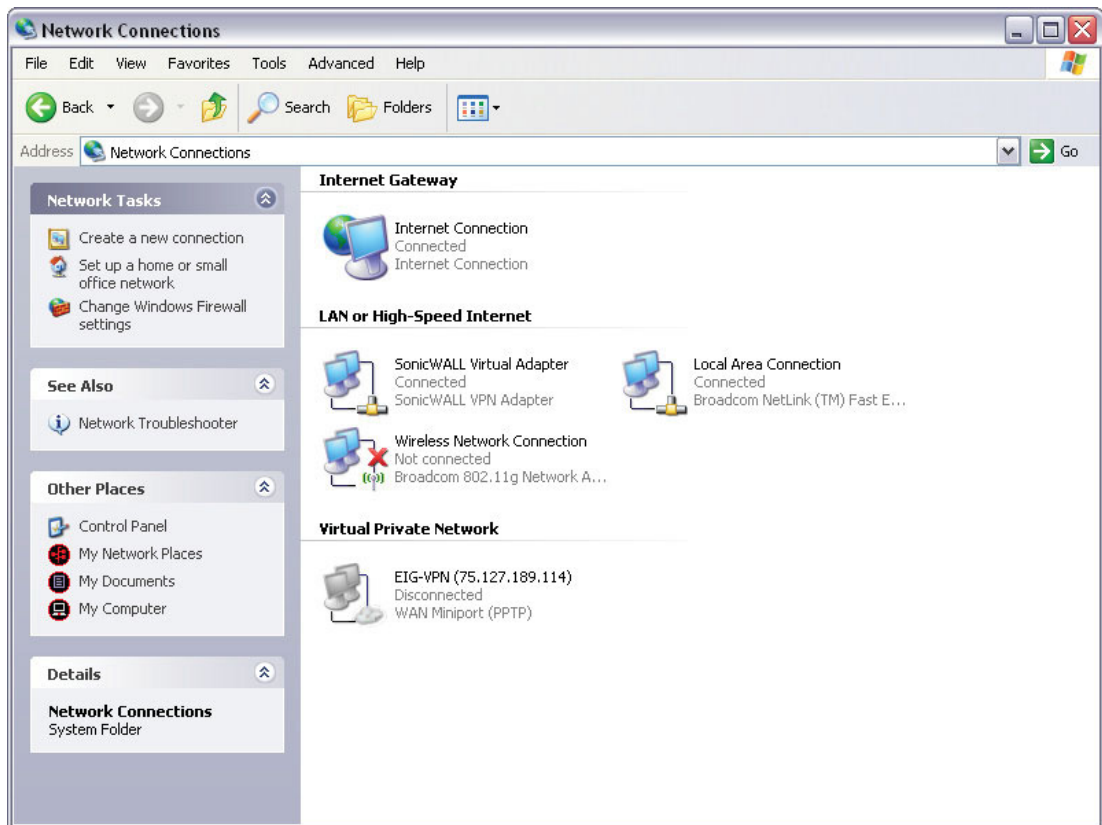 Network Connections
File Edit View Favorites Tools Advanced Help
Back Search Folders
Address Network Connections Go
Network Tasks
Create a new connection
Set up a home or small
office network
Change Windows Firewall
settings
See Also
Network Troubleshooter
Other Places
Control Panel
My Network Places
My Documents
My Computer
Details
Network Connections
System Folder
Internet Gateway
Internet Connection
Connected
Internet Connection
LAN or High-Speed Internet
SonicWALL Virtual Adapter
Connected
SonicWALL VPN Adapter
Local Area Connection
Connected
Broadcom NetLink (TM) Fast E...
Wireless Network Connection
Not connected
Broadcom 802.11g Network A...
Virtual Private Network
EIG-VPN (75.127.189.114)
Disconnected
WAN Miniport (PPTP)